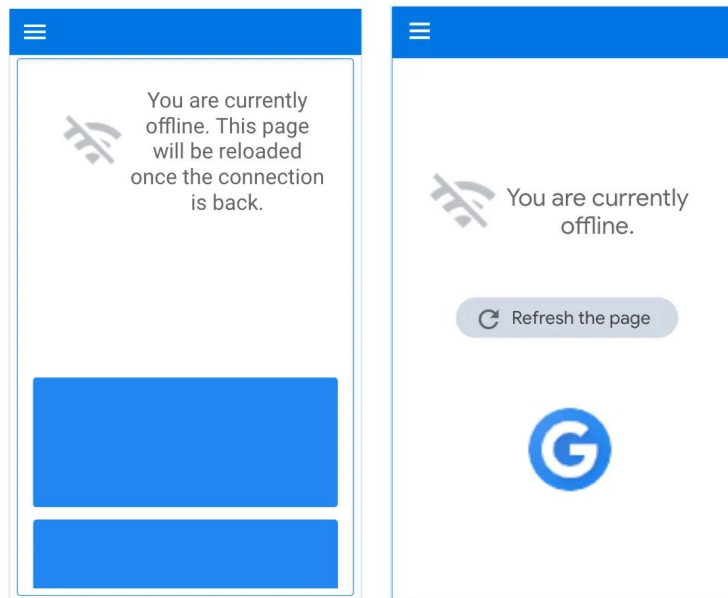 You are currently
offline. This page
will be reloaded
once the connection
is back.
You are currently
offline.
Refresh the page
G